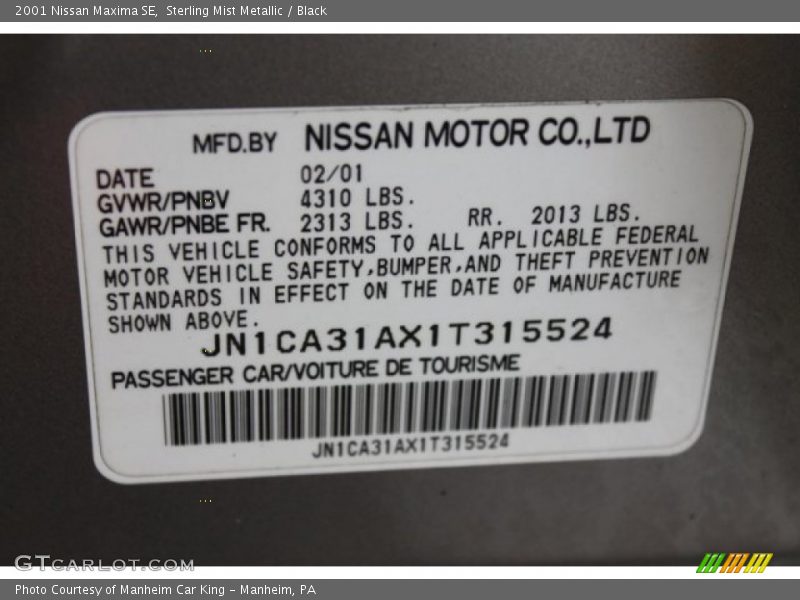 2001 Nissan Maxima SE, Sterling Mist Metallic / Black
MFD.BY NISSAN MOTOR CO.,LTD
DATE 02/01
GVWR/PNBV 4310 LBS.
GAWR/PNBE FR. 2313 LBS. RR. 2013 LBS.
THIS VEHICLE CONFORMS TO ALL APPLICABLE FEDERAL
MOTOR VEHICLE SAFETY,BUMPER,AND THEFT PREVENTION
STANDARDS IN EFFECT ON THE DATE OF MANUFACTURE
SHOWN ABOVE.
JN1CA31AX1T315524
PASSENGER CAR/VOITURE DE TOURISME
JN1CA31AX1T315524
GTCARLOT.COM
Photo Courtesy of Manheim Car King - Manheim, PA